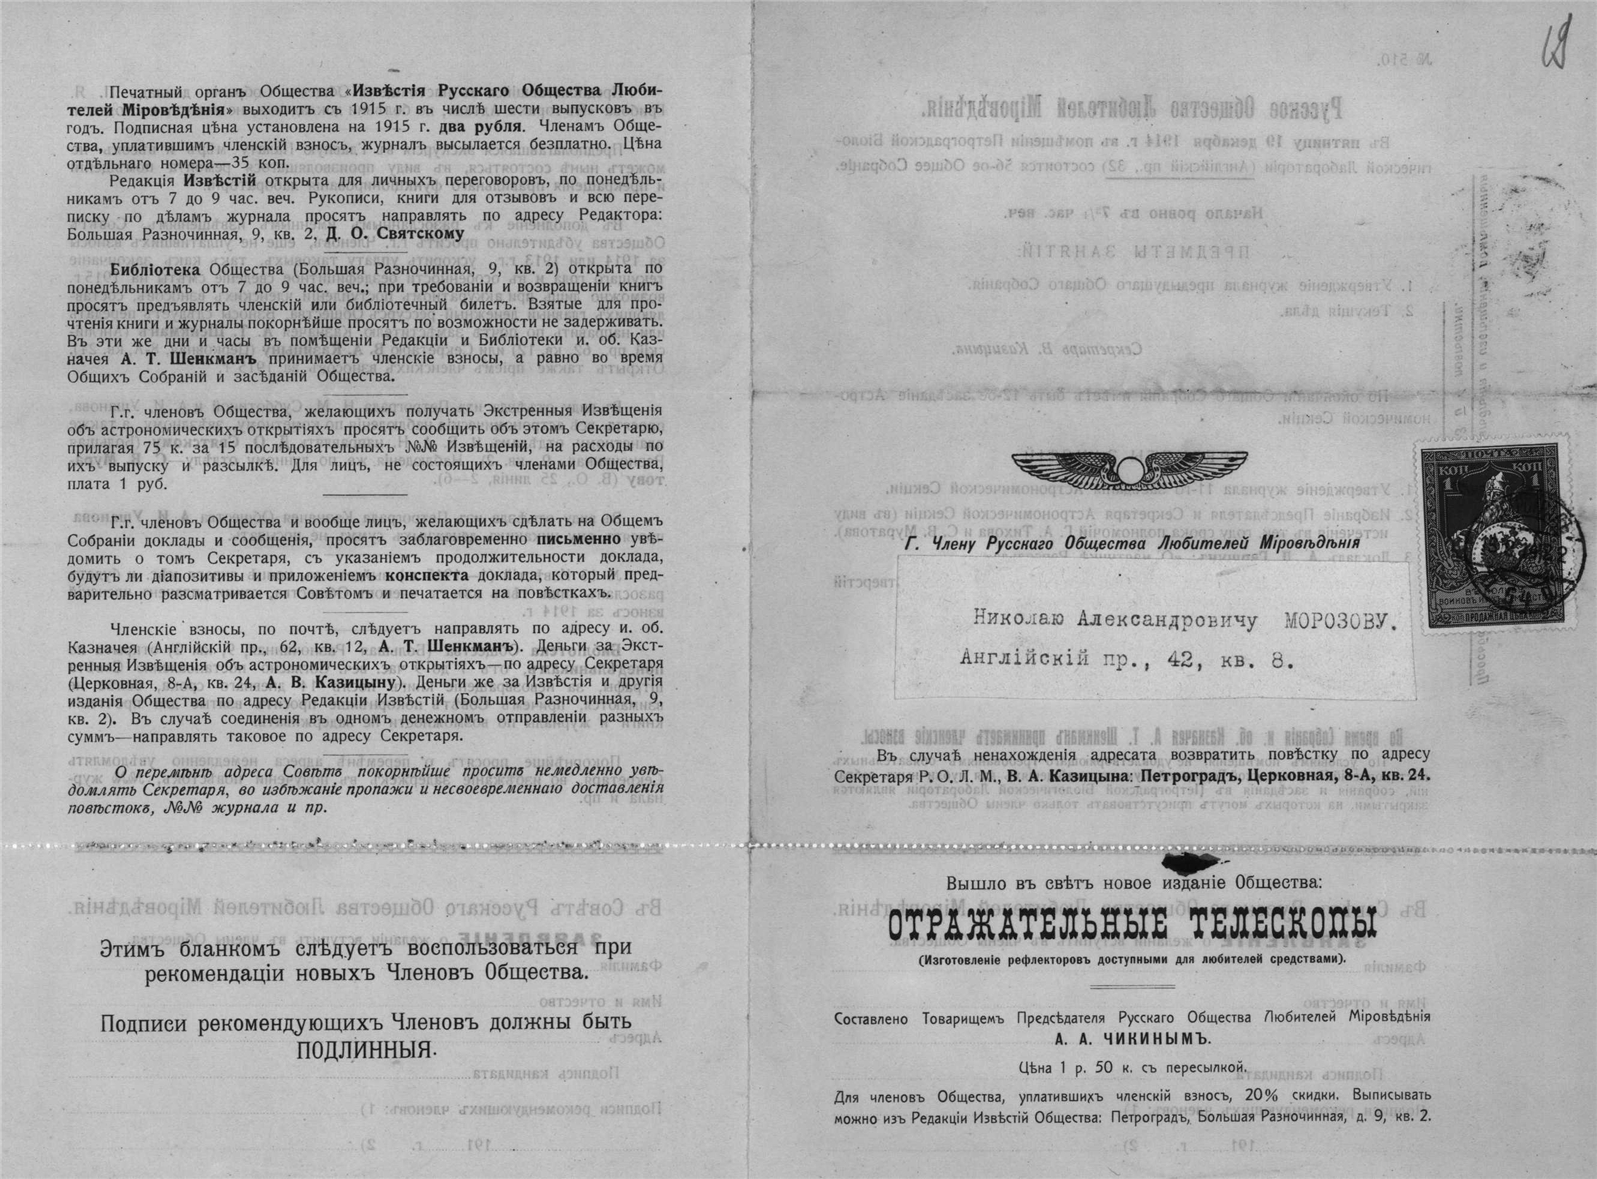 Печатный органъ Общества «Извѣстія Русскаго Общества Люби-
телей Міровѣдѣнія» выходитъ съ 1915 г. въ числѣ шести выпусковъ въ
годъ. Подписная цѣна установлена на 1915 г. два рубля. Членамъ Обще-
ства, уплатившимъ членскій взносъ, журналъ высылается безплатно. Цѣна
отдѣльнаго номера—35 коп.
Редакція Извѣстій открыта для личныхъ переговоровъ, по понедѣль-
никамъ отъ 7 до 9 час. веч. Рукописи, книги для отзывовъ и всю пере-
писку по дѣламъ журнала просятъ направлять по адресу Редактора:
Большая Разночинная, 9, кв. 2, Д. О. Святскому
Библіотека Общества (Большая Разночинная, 9, кв. 2) открыта по
понедѣльникамъ отъ 7 до 9 час. веч.; при требованіи и возвращеніи книгъ
просятъ предъявлять членскій или библіотечный билетъ. Взятые для про-
чтенія книги и журналы покорнѣйше просятъ по возможности не задерживать.
Въ эти же дни и часы въ помѣщеніи Редакціи и Библіотеки и. об. Каз-
начея А. Т. Шенкманъ принимаетъ членскіе взносы, а равно во время
Общихъ Собраній и засѣданій Общества.
Г.г. членовъ Общества, желающихъ получать Экстренныя Извѣщенія
объ астрономическихъ открытіяхъ просятъ сообщить объ этомъ Секретарю,
прилагая 75 к. за 15 послѣдовательныхъ №№ Извѣщеній, на расходы по
ихъ выпуску и разсылкѣ. Для лицъ, не состоящихъ членами Общества,
плата 1 руб.
Г.г. членовъ Общества и вообще лицъ, желающихъ сдѣлать на Общемъ
Собраніи доклады и сообщенія, просятъ заблаговременно письменно увѣ-
домить о томъ Секретаря, съ указаніемъ продолжительности доклада,
будутъ ли діапозитивы и приложеніемъ конспекта доклада, который пред-
варительно разсматривается Совѣтомъ и печатается на повѣсткахъ.
Членскіе взносы, по почтѣ, слѣдуетъ направлять по адресу и. об.
Казначея (Англійскій пр., 62, кв. 12, А. Т. Шенкманъ). Деньги за Экст-
ренныя Извѣщенія объ астрономическихъ открытіяхъ—по адресу Секретаря
(Церковная, 8-А, кв. 24, А. В. Казицыну). Деньги же за Извѣстія и другія
изданія Общества по адресу Редакціи Извѣстій (Большая Разночинная, 9,
кв. 2). Въ случаѣ соединенія въ одномъ денежномъ отправленіи разныхъ
суммъ—направлять таковое по адресу Секретаря.
О перемѣнѣ адреса Совѣтъ покорнѣйше проситъ немедленно увѣ-
домлять Секретаря, во избѣжаніе пропажи и несвоевременнаго доставленія
повѣстокъ, №№ журнала и пр.
Этимъ бланкомъ слѣдуетъ воспользоваться при
рекомендаціи новыхъ Членовъ Общества.
Подписи рекомендующихъ Членовъ должны быть
ПОДЛИННЫЯ.
ПОЧТА
КОП КОП
1 1
ПРОДАЖНАЯ ЦѢНА
Г. Члену Русскаго Общества Любителей Міровѣдѣнія
Николаю Александровичу МОРОЗОВУ.
Англійскій пр., 42, кв. 8.
Въ случаѣ ненахожденія адресата возвратить повѣстку по адресу
Секретаря Р. О. Л. М., В. А. Казицына: Петроградъ, Церковная, 8-А, кв. 24.
Вышло въ свѣтъ новое изданіе Общества:
ОТРАЖАТЕЛЬНЫЕ ТЕЛЕСКОПЫ
(Изготовленіе рефлекторовъ доступными для любителей средствами).
Составлено Товарищемъ Предсѣдателя Русскаго Общества Любителей Міровѣдѣнія
А. А. ЧИКИНЫМЪ.
Цѣна 1 р. 50 к. съ пересылкой.
Для членовъ Общества, уплатившихъ членскій взносъ, 20% скидки. Выписывать
можно изъ Редакціи Извѣстій Общества: Петроградъ, Большая Разночинная, д. 9, кв. 2.